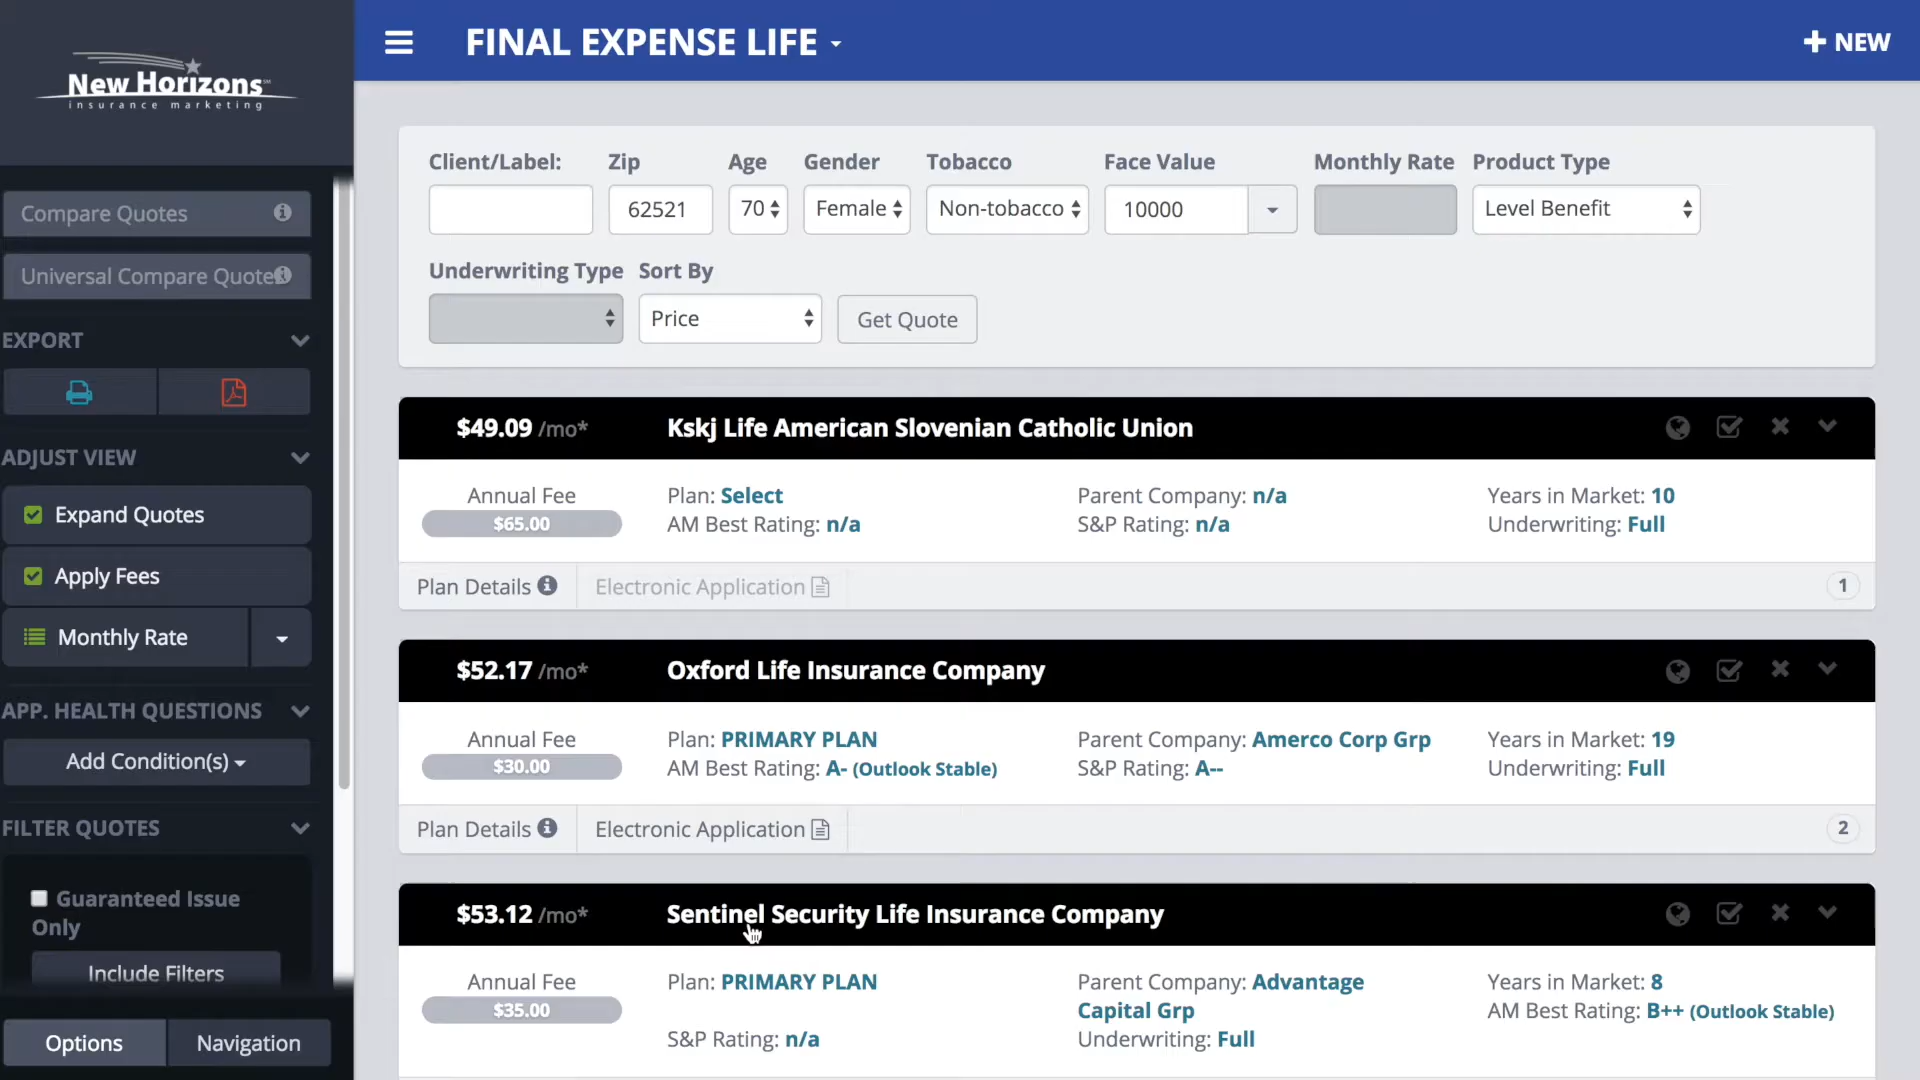 New Horizons
insurance marketing
FINAL EXPENSE LIFE
+ NEW
Compare Quotes
Universal Compare Quotes
EXPORT
ADJUST VIEW
Expand Quotes
Apply Fees
Monthly Rate
APP. HEALTH QUESTIONS
Add Condition(s)
FILTER QUOTES
Guaranteed Issue
Only
Include Filters
Options Navigation
Client/Label: Zip Age Gender Tobacco Face Value Monthly Rate Product Type
62521 70 Female Non-tobacco 10000 Level Benefit
Underwriting Type Sort By
Price Get Quote
$49.09 /mo* Kskj Life American Slovenian Catholic Union
Annual Fee Plan: Select Parent Company: n/a Years in Market: 10
$65.00 AM Best Rating: n/a S&P Rating: n/a Underwriting: Full
Plan Details Electronic Application 1
$52.17 /mo* Oxford Life Insurance Company
Annual Fee Plan: PRIMARY PLAN Parent Company: Amerco Corp Grp Years in Market: 19
$30.00 AM Best Rating: A- (Outlook Stable) S&P Rating: A-- Underwriting: Full
Plan Details Electronic Application 2
$53.12 /mo* Sentinel Security Life Insurance Company
Annual Fee Plan: PRIMARY PLAN Parent Company: Advantage Years in Market: 8
$35.00 Capital Grp AM Best Rating: B++ (Outlook Stable)
S&P Rating: n/a Underwriting: Full